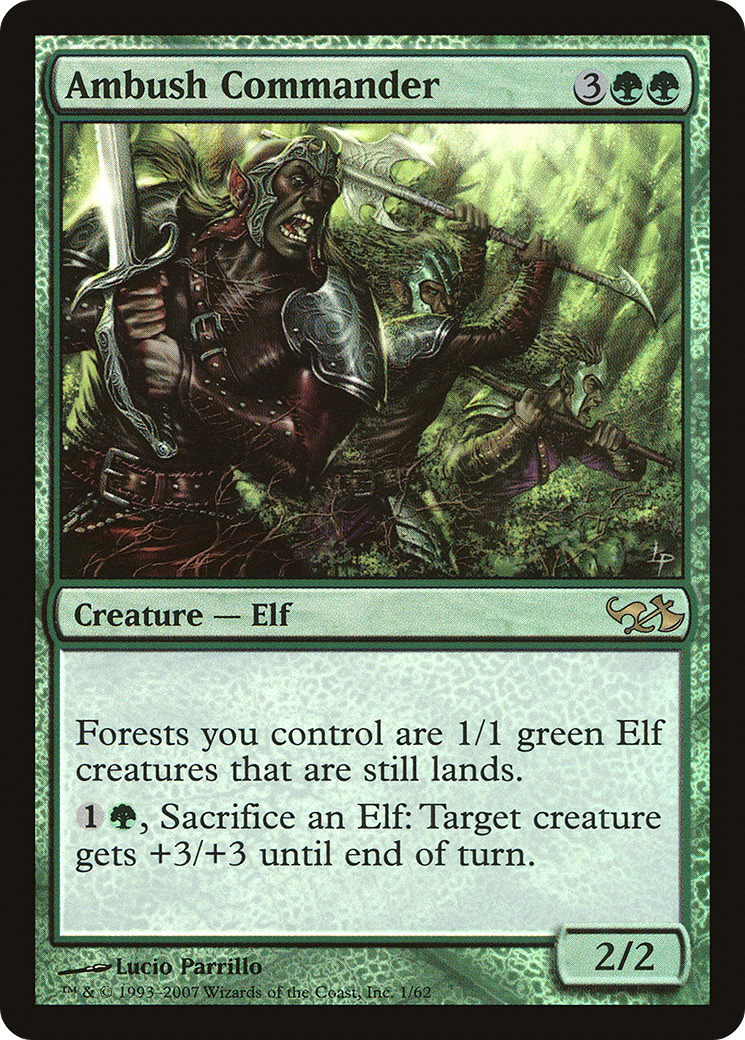 Ambush Commander 3
LP
Creature — Elf
Forests you control are 1/1 green Elf
creatures that are still lands.
1 , Sacrifice an Elf: Target creature
gets +3/+3 until end of turn.
2/2
Lucio Parrillo
™ & © 1993–2007 Wizards of the Coast, Inc. 1/62